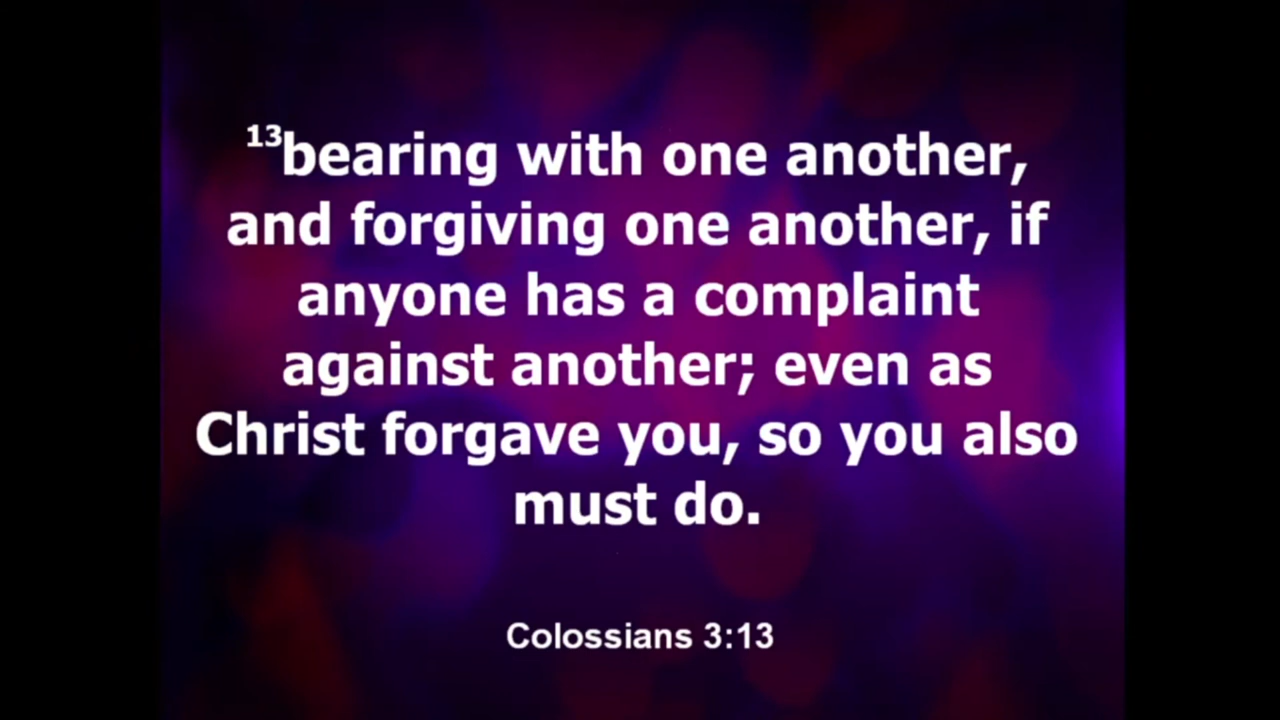 13bearing with one another,
and forgiving one another, if
anyone has a complaint
against another; even as
Christ forgave you, so you also
must do.
Colossians 3:13